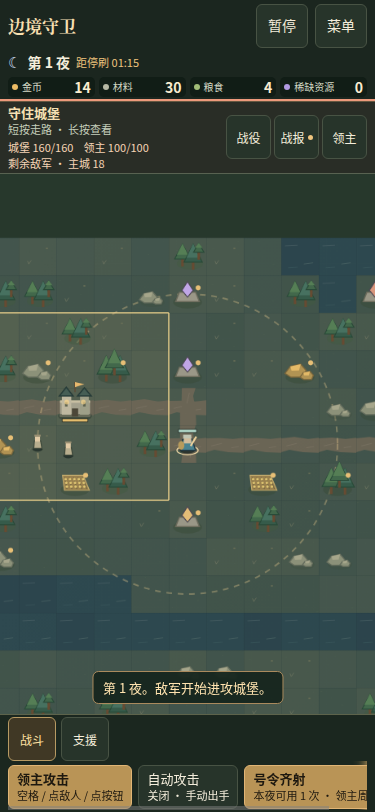 边境守卫
暂停
菜单
第 1 夜 距停刷 01:15
金币 14 材料 30 粮食 4 稀缺资源 0
守住城堡
短按走路 · 长按查看
城堡 160/160 领主 100/100
剩余敌军 · 主城 18
战役
战报
领主
第 1 夜。敌军开始进攻城堡。
战斗
支援
领主攻击
空格 / 点敌人 / 点按钮
自动攻击
关闭 · 手动出手
号令齐射
本夜可用 1 次 · 领主周